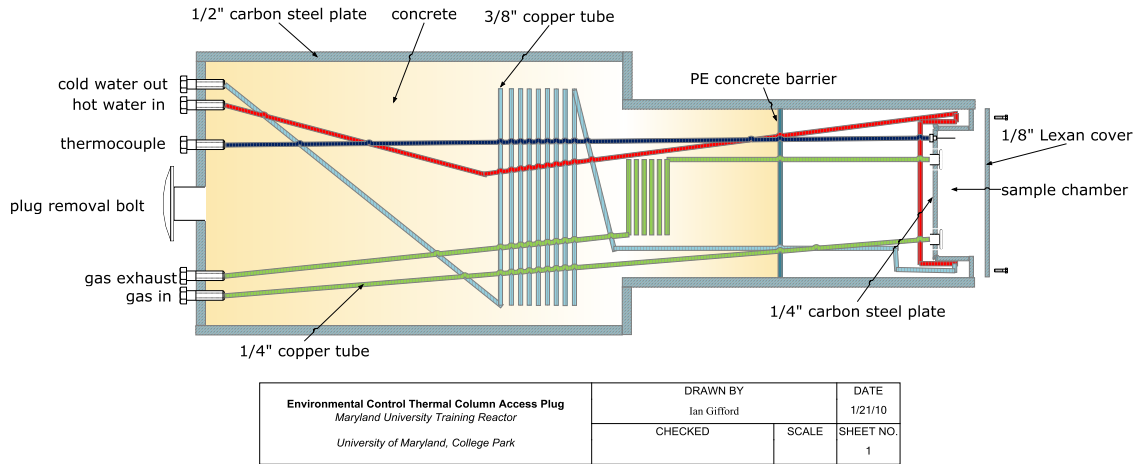 1/2" carbon steel plate
concrete
3/8" copper tube
cold water out
hot water in
thermocouple
plug removal bolt
gas exhaust
gas in
1/4" copper tube
PE concrete barrier
1/8" Lexan cover
sample chamber
1/4" carbon steel plate
Environmental Control Thermal Column Access Plug
Maryland University Training Reactor
University of Maryland, College Park
DRAWN BY
Ian Gifford
DATE
1/21/10
CHECKED
SCALE
SHEET NO.
1